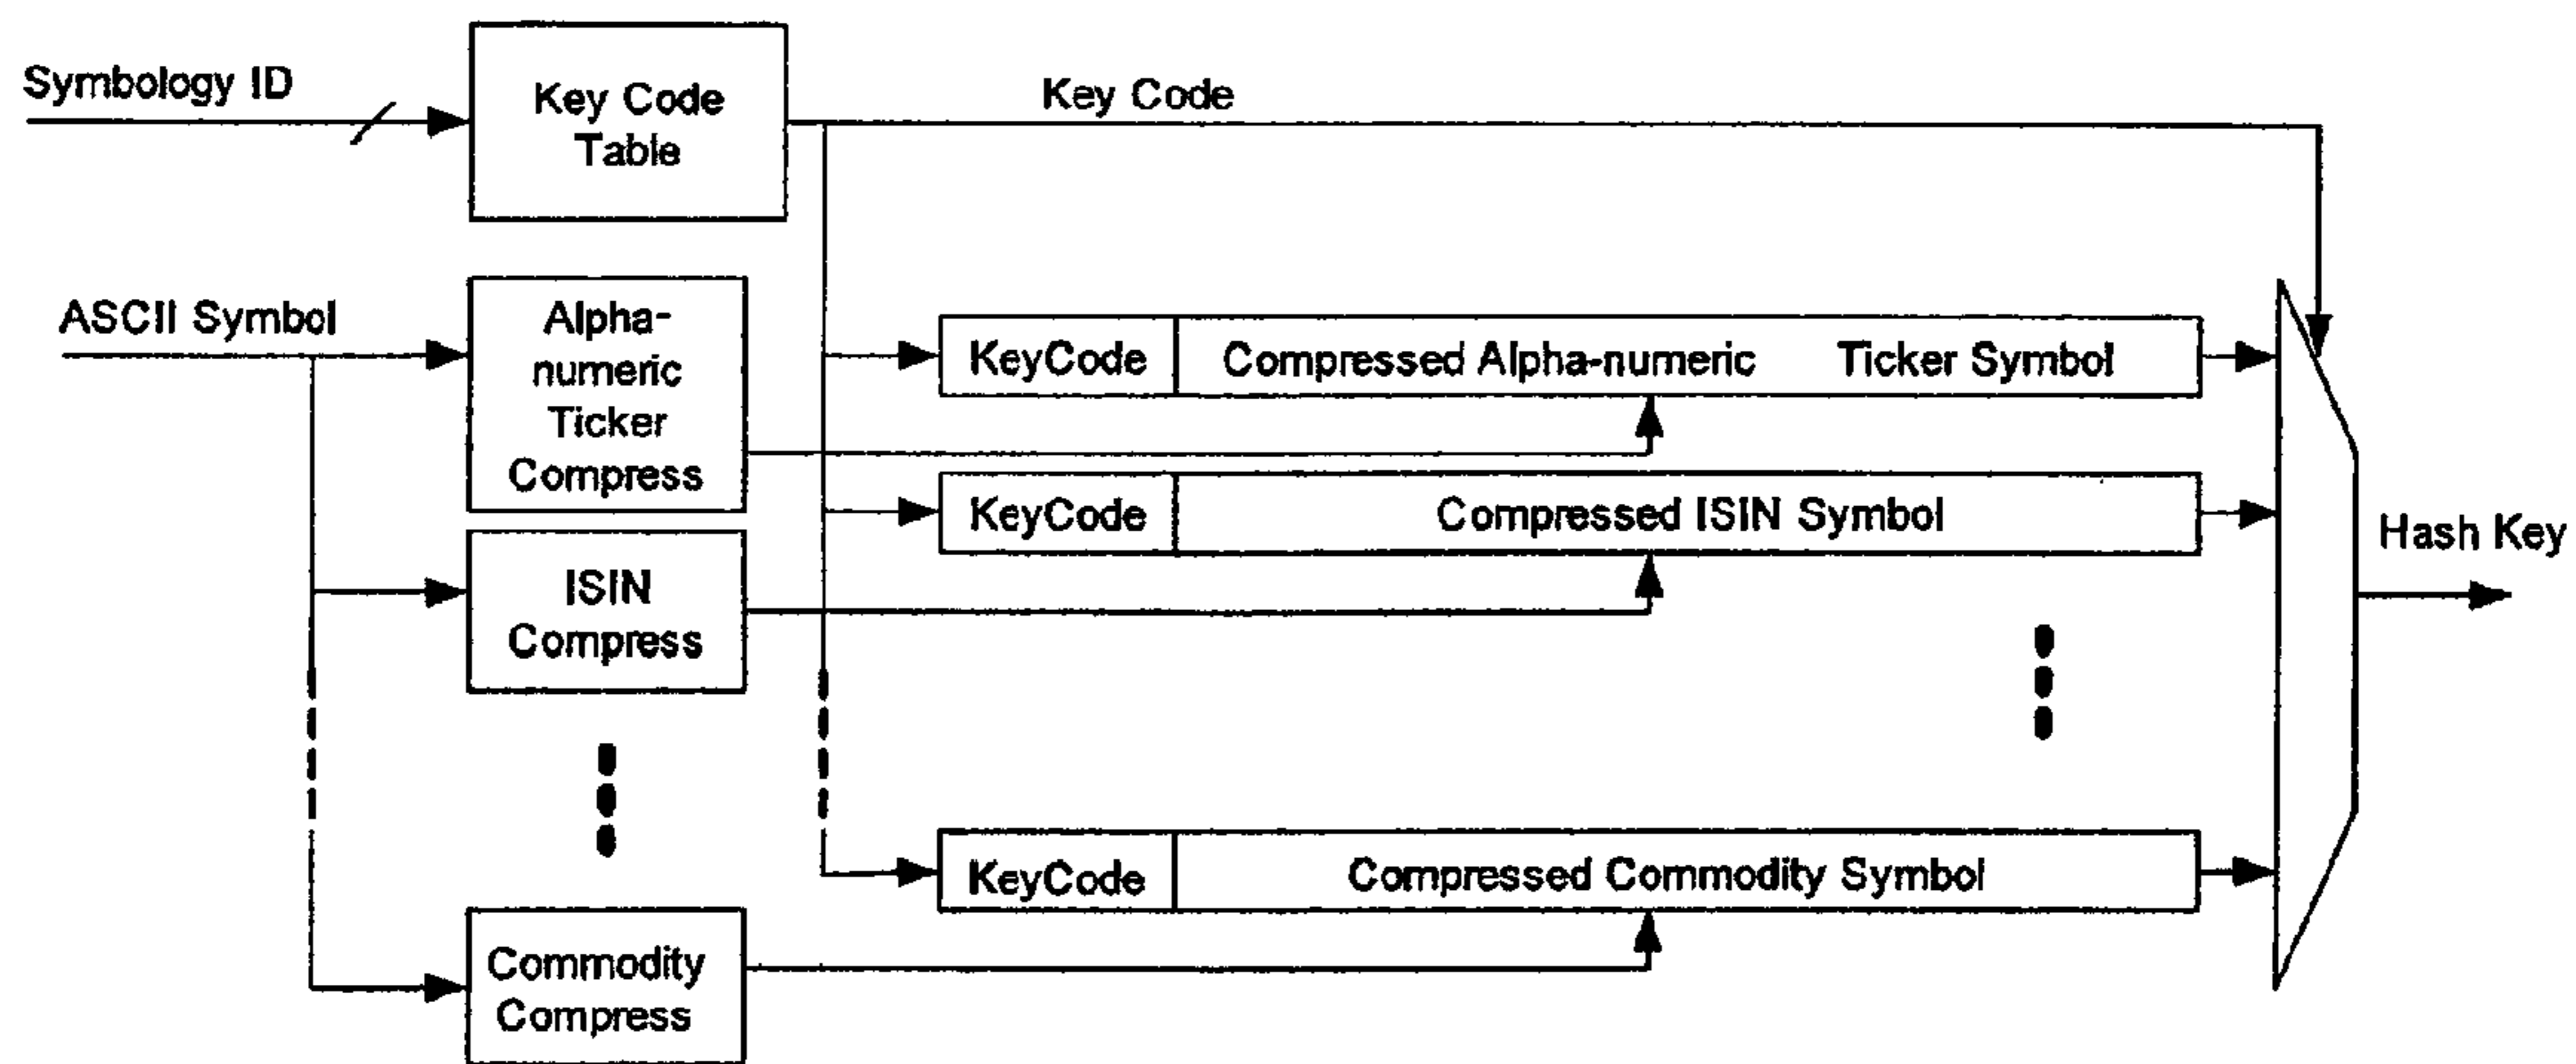 Symbology ID
Key Code
Table
Key Code
ASCII Symbol
Alpha-
numeric
Ticker
Compress
KeyCode
Compressed Alpha-numeric Ticker Symbol
KeyCode
Compressed ISIN Symbol
Hash Key
ISIN
Compress
KeyCode
Compressed Commodity Symbol
Commodity
Compress